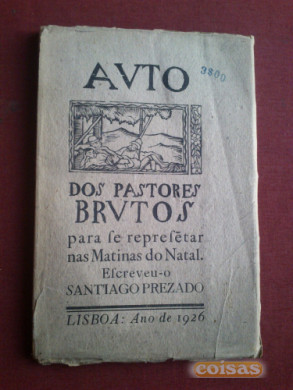 AVTO
3800
DOS PASTORES
BRVTOS
para ſe repreſẽtar
nas Matinas do Natal.
Eſcreveu-o
SANTIAGO PREZADO
LISBOA: Ano de 1926.
coisas